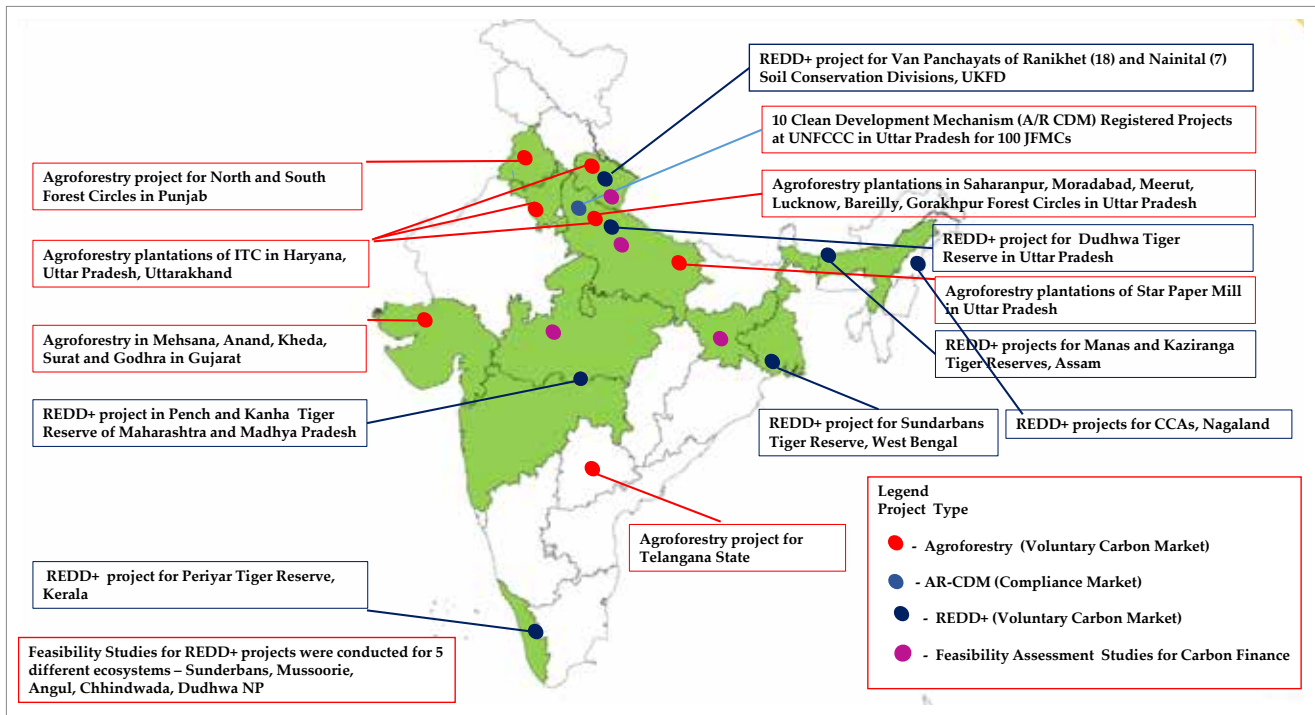 REDD+ project for Van Panchayats of Ranikhet (18) and Nainital (7)
Soil Conservation Divisions, UKFD
10 Clean Development Mechanism (A/R CDM) Registered Projects
at UNFCCC in Uttar Pradesh for 100 JFMCs
Agroforestry project for North and South
Forest Circles in Punjab
Agroforestry plantations in Saharanpur, Moradabad, Meerut,
Lucknow, Bareilly, Gorakhpur Forest Circles in Uttar Pradesh
Agroforestry plantations of ITC in Haryana,
Uttar Pradesh, Uttarakhand
REDD+ project for Dudhwa Tiger
Reserve in Uttar Pradesh
Agroforestry plantations of Star Paper Mill
in Uttar Pradesh
Agroforestry in Mehsana, Anand, Kheda,
Surat and Godhra in Gujarat
REDD+ projects for Manas and Kaziranga
Tiger Reserves, Assam
REDD+ project in Pench and Kanha Tiger
Reserve of Maharashtra and Madhya Pradesh
REDD+ project for Sundarbans
Tiger Reserve, West Bengal
REDD+ projects for CCAs, Nagaland
Agroforestry project for
Telangana State
Legend
Project Type
- Agroforestry (Voluntary Carbon Market)
- AR-CDM (Compliance Market)
- REDD+ (Voluntary Carbon Market)
- Feasibility Assessment Studies for Carbon Finance
REDD+ project for Periyar Tiger Reserve,
Kerala
Feasibility Studies for REDD+ projects were conducted for 5
different ecosystems – Sunderbans, Mussoorie,
Angul, Chhindwada, Dudhwa NP